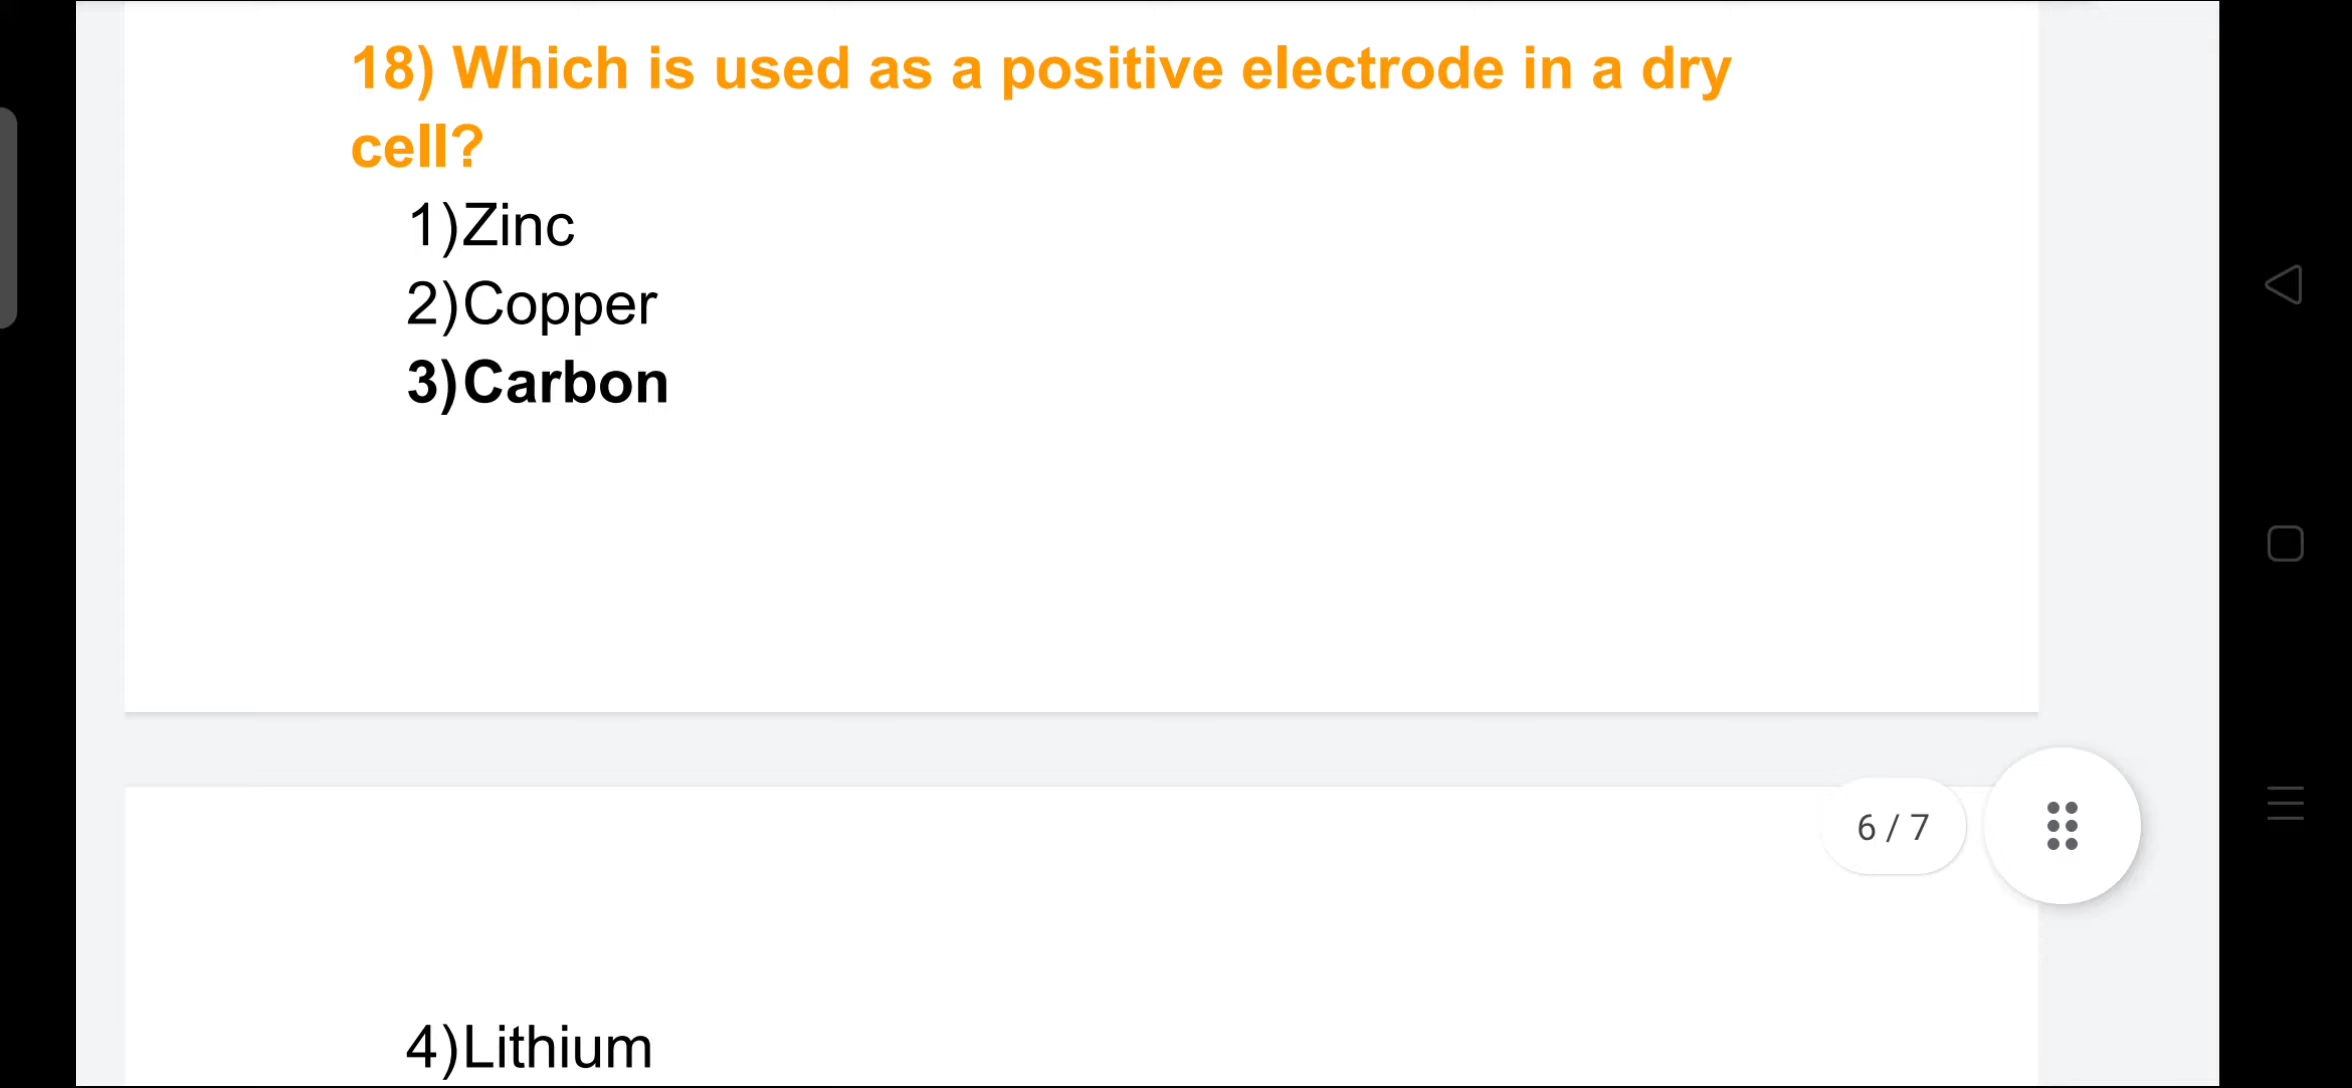 18) Which is used as a positive electrode in a dry
cell?
1)Zinc
2)Copper
3)Carbon
6 / 7
4)Lithium